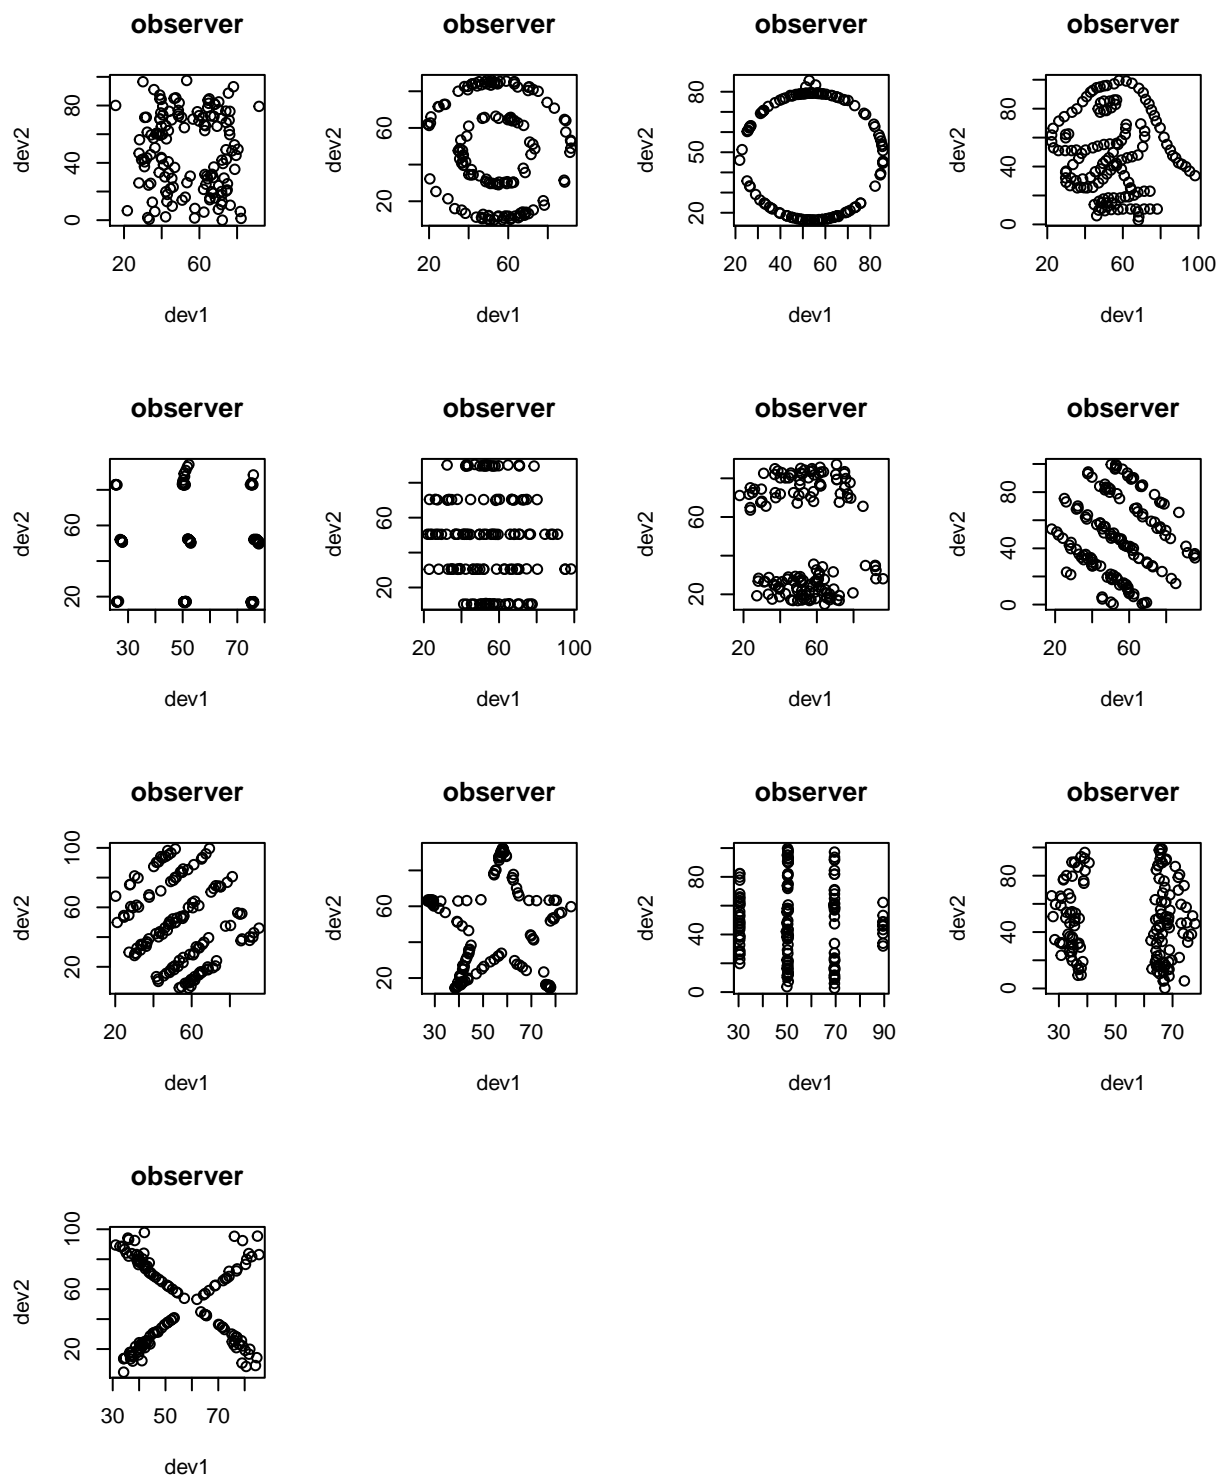 observer observer observer observer
dev2 0 40 80 dev2 20 60 dev2 20 50 80 dev2 0 40 80
20 60 20 60 20 40 60 80 20 60 100
dev1 dev1 dev1 dev1
observer observer observer observer
dev2 20 60 dev2 20 60 dev2 20 40 60 80 dev2 0 40 80
30 50 70 20 60 100 20 60 20 60
dev1 dev1 dev1 dev1
observer observer observer observer
dev2 20 60 100 dev2 20 60 dev2 0 40 80 dev2 0 40 80
20 60 30 50 70 30 50 70 90 30 50 70
dev1 dev1 dev1 dev1
observer
dev2 20 60 100
30 50 70
dev1